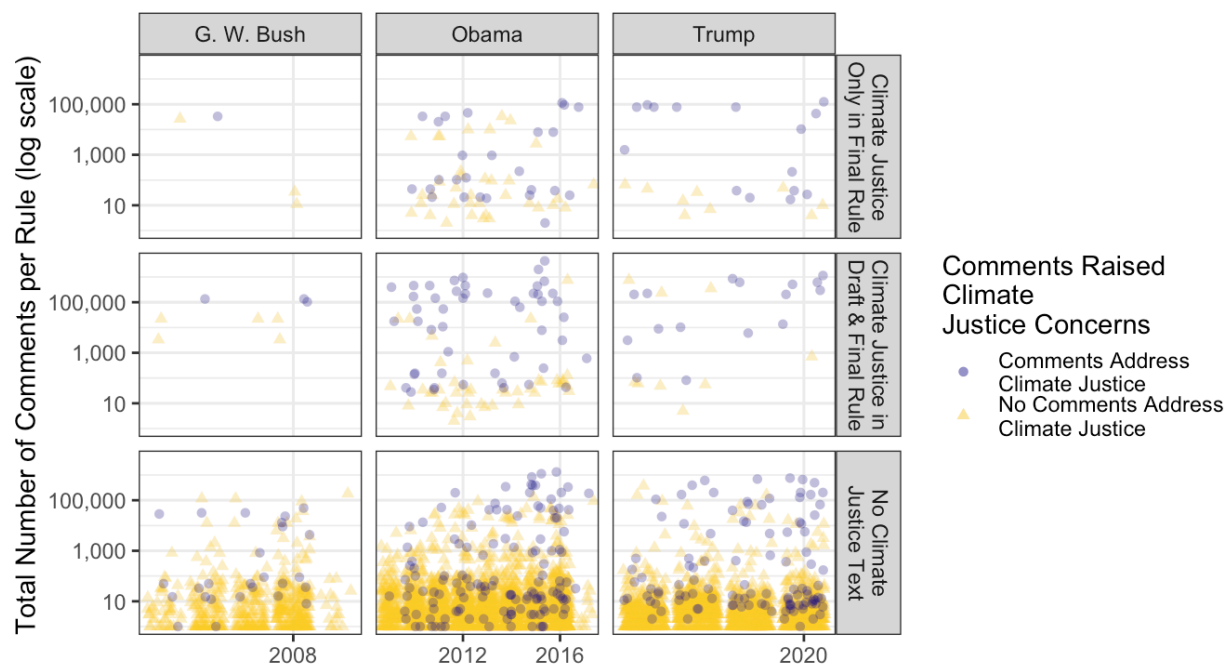 G. W. Bush
Obama
Trump
Total Number of Comments per Rule (log scale)
100,000
1,000
10
Climate Justice
Only in Final Rule
100,000
1,000
10
Climate Justice in
Draft & Final Rule
100,000
1,000
10
No Climate
Justice Text
2008
2012
2016
2020
Comments Raised
Climate
Justice Concerns
Comments Address
Climate Justice
No Comments Address
Climate Justice